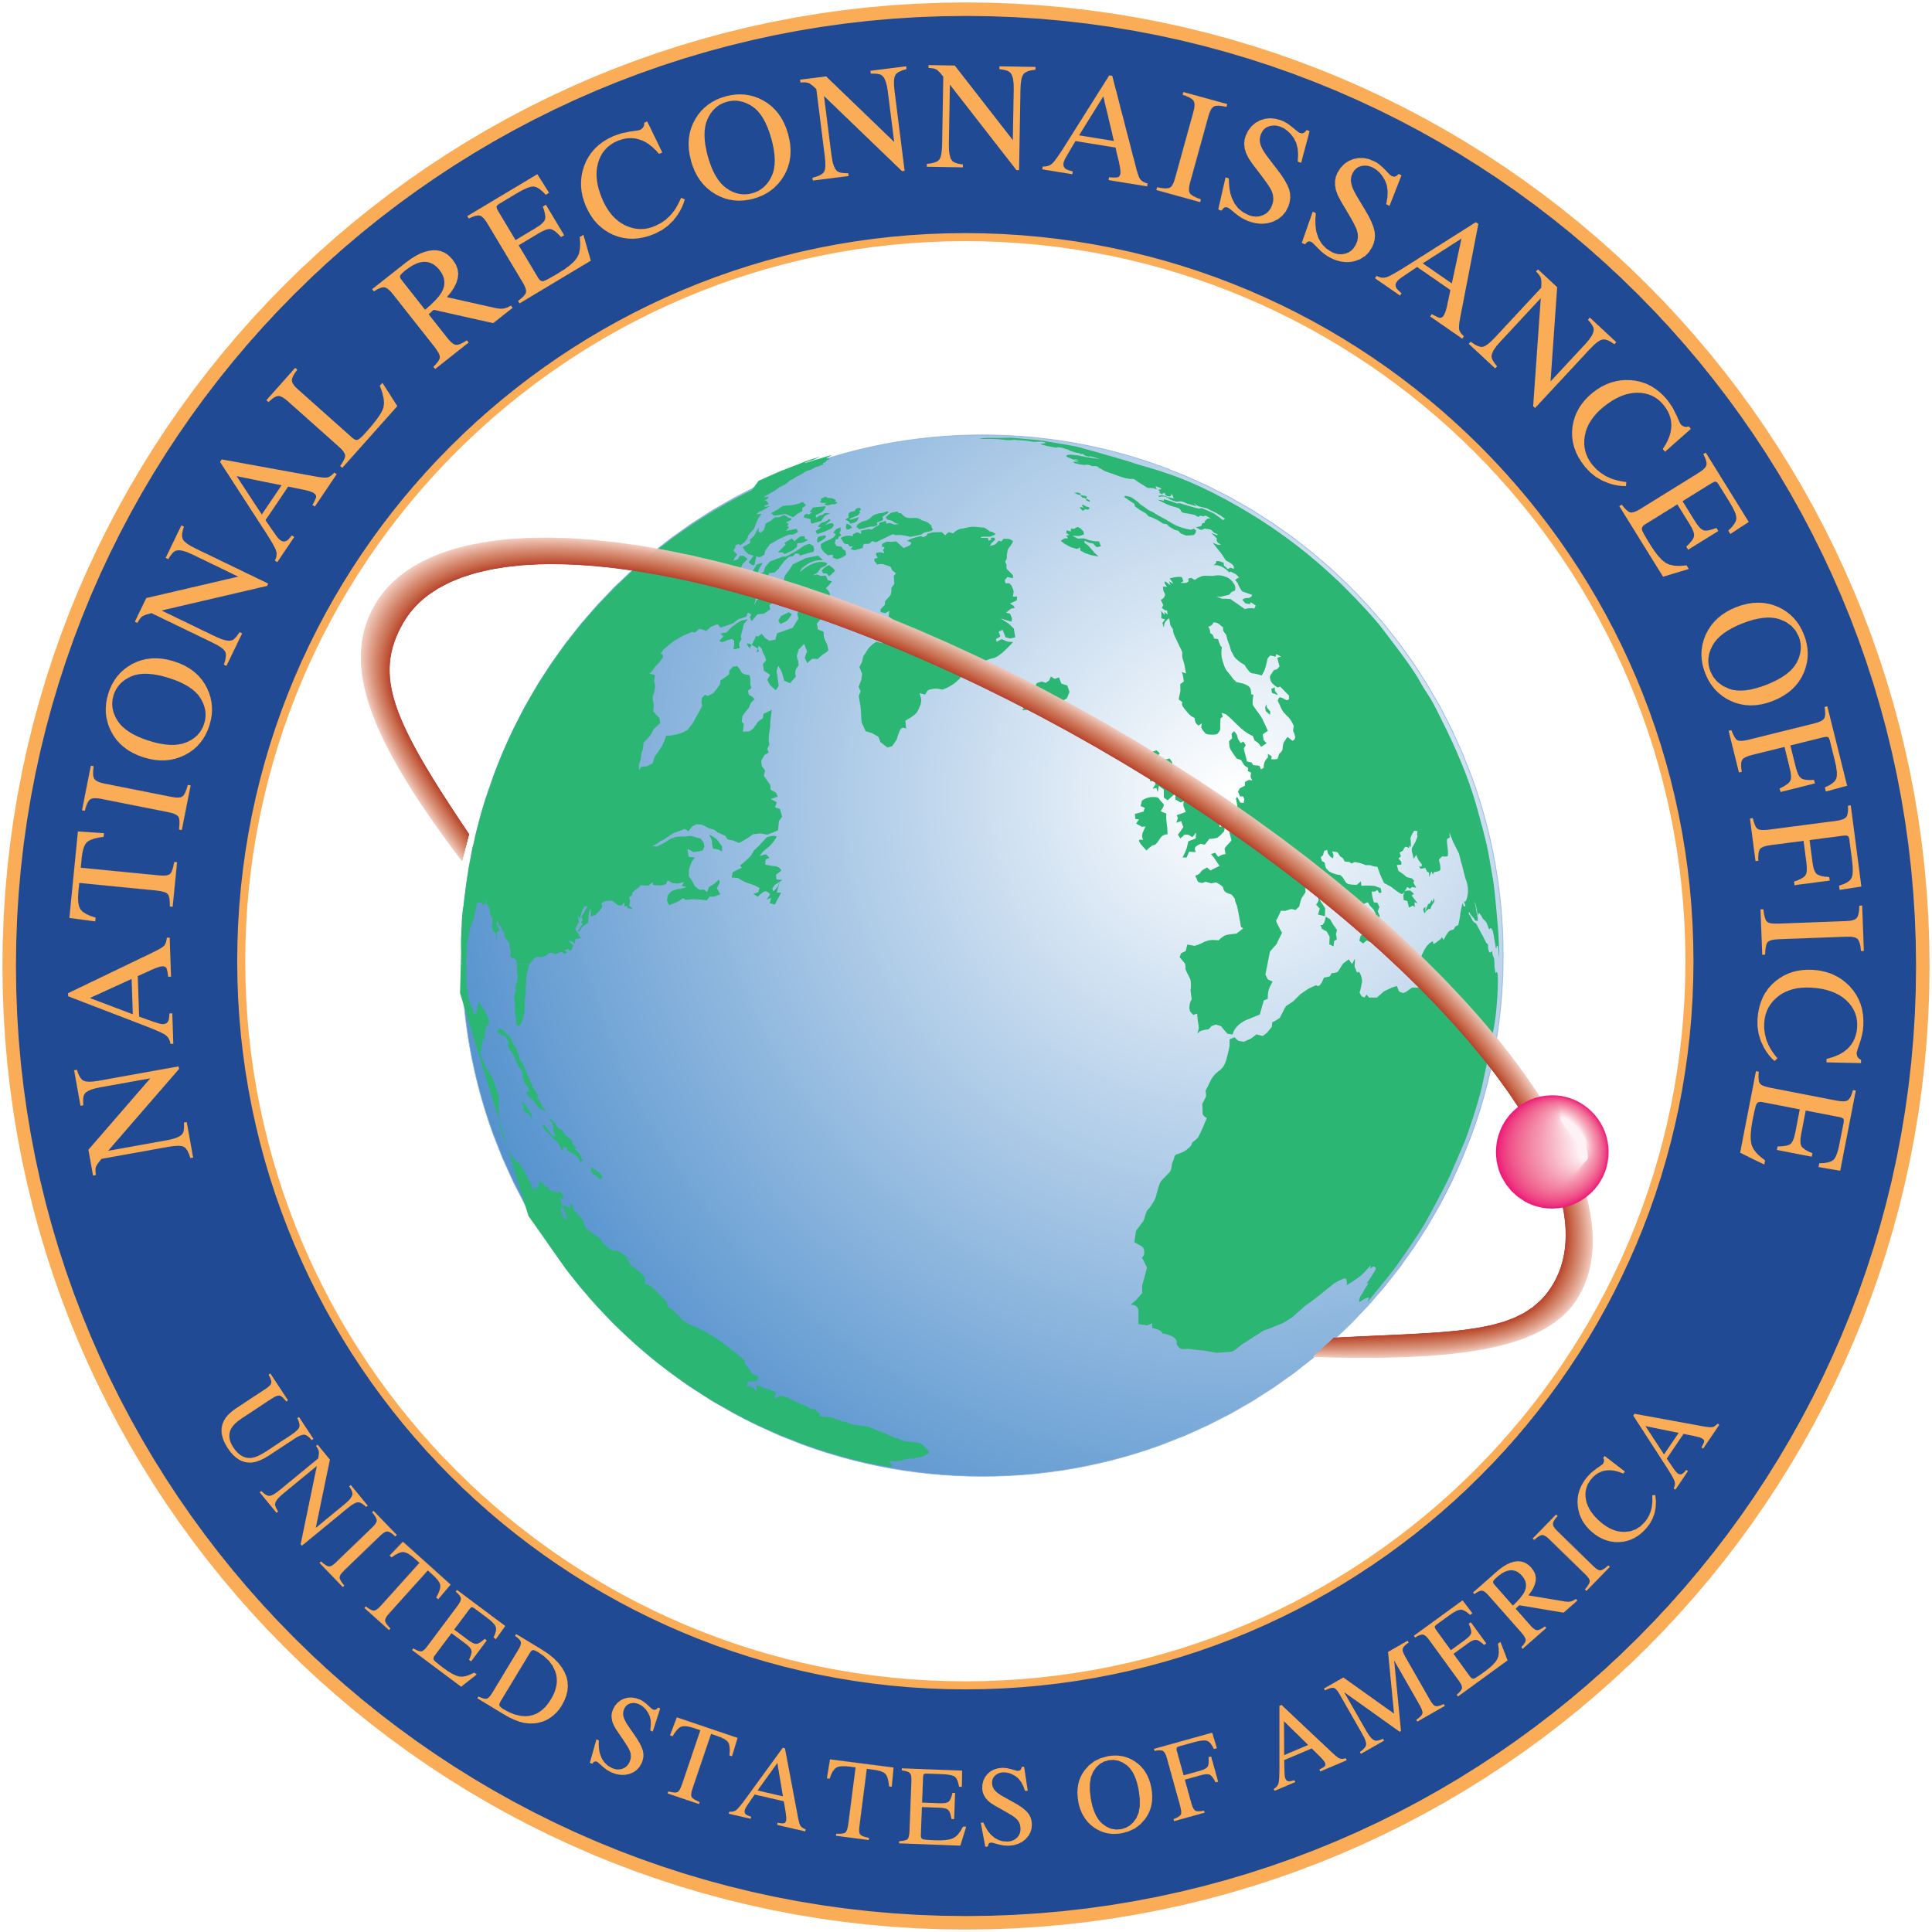 NATIONAL RECONNAISSANCE OFFICE
UNITED STATES OF AMERICA